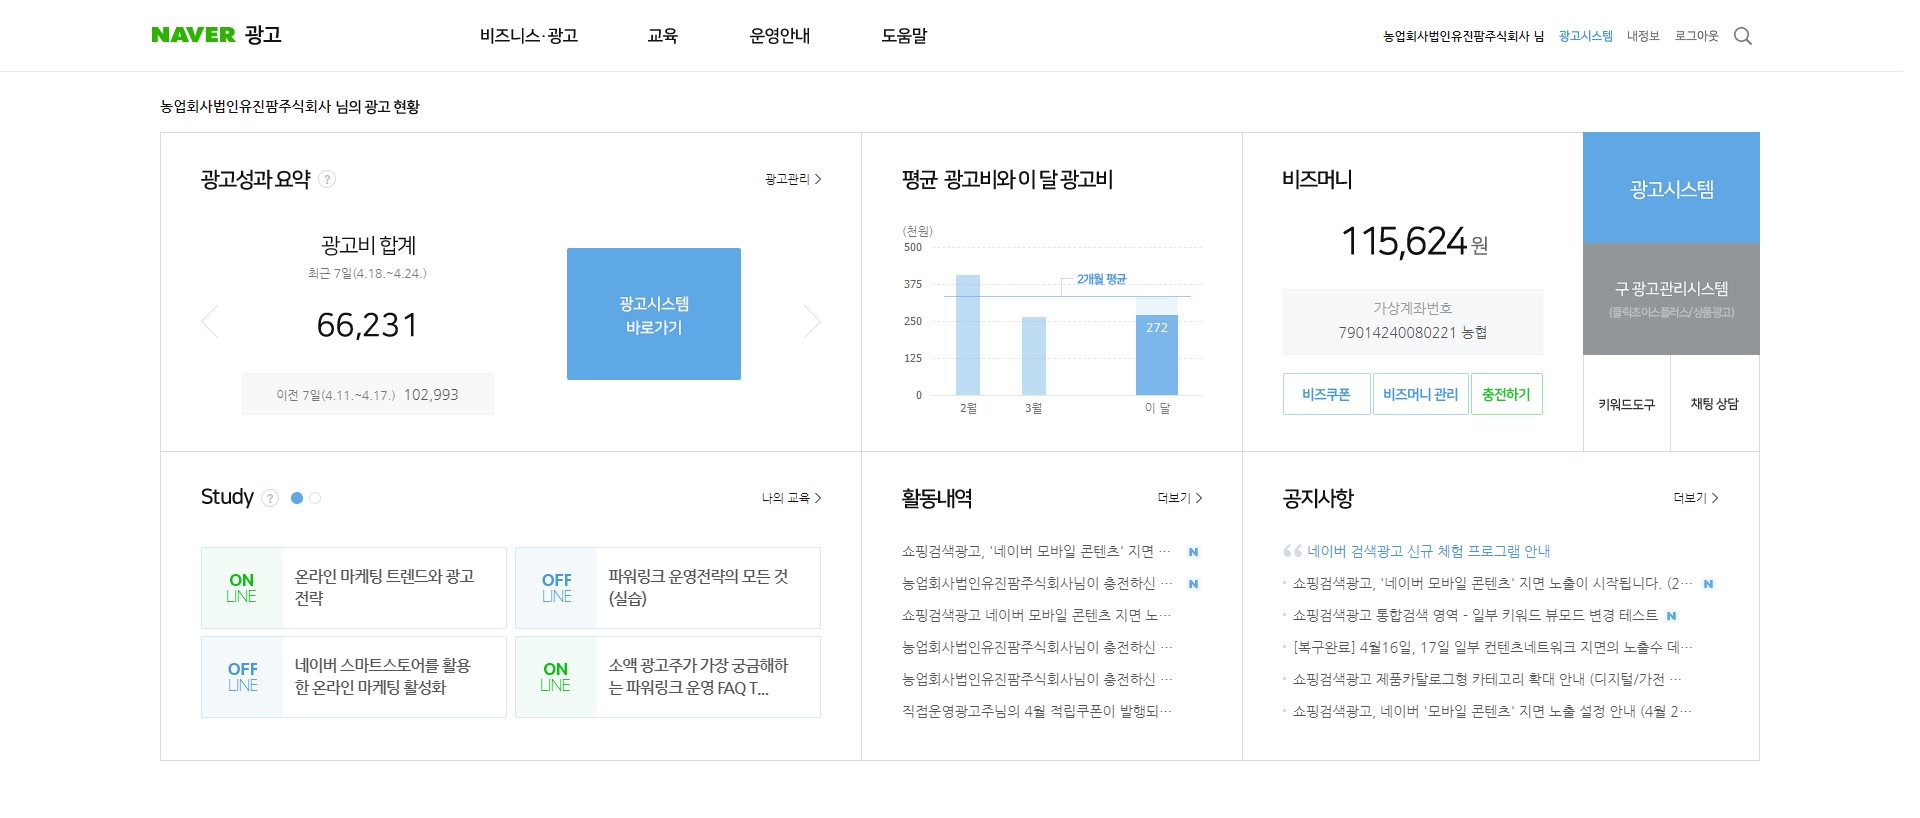 NAVER 광고
비즈니스·광고 교육 운영안내 도움말
농업회사법인유진팜주식회사 님 광고시스템 내정보 로그아웃
농업회사법인유진팜주식회사 님의 광고 현황
광고성과 요약 ?
광고관리
광고비 합계
최근 7일(4.18.~4.24.)
66,231
이전 7일(4.11.~4.17.) 102,993
광고시스템
바로가기
평균 광고비와 이 달 광고비
(천원)
500
375
250
125
0
2개월 평균
272
2월 3월 이 달
비즈머니
115,624 원
가상계좌번호
79014240080221 농협
비즈쿠폰 비즈머니 관리 충전하기
광고시스템
구 광고관리시스템
(클릭초이스플러스/상품광고)
키워드도구 채팅 상담
Study ?
나의 교육
ON
LINE
온라인 마케팅 트렌드와 광고
전략
OFF
LINE
파워링크 운영전략의 모든 것
(실습)
OFF
LINE
네이버 스마트스토어를 활용
한 온라인 마케팅 활성화
ON
LINE
소액 광고주가 가장 궁금해하
는 파워링크 운영 FAQ T...
활동내역
더보기
쇼핑검색광고, '네이버 모바일 콘텐츠' 지면 … N
농업회사법인유진팜주식회사님이 충전하신 … N
쇼핑검색광고 네이버 모바일 콘텐츠 지면 노…
농업회사법인유진팜주식회사님이 충전하신 …
농업회사법인유진팜주식회사님이 충전하신 …
직접운영광고주님의 4월 적립쿠폰이 발행되…
공지사항
더보기
네이버 검색광고 신규 체험 프로그램 안내
쇼핑검색광고, '네이버 모바일 콘텐츠' 지면 노출이 시작됩니다. (2… N
쇼핑검색광고 통합검색 영역 - 일부 키워드 뷰모드 변경 테스트 N
[복구완료] 4월16일, 17일 일부 컨텐츠네트워크 지면의 노출수 데…
쇼핑검색광고 제품카탈로그형 카테고리 확대 안내 (디지털/가전 …
쇼핑검색광고, 네이버 '모바일 콘텐츠' 지면 노출 설정 안내 (4월 2…